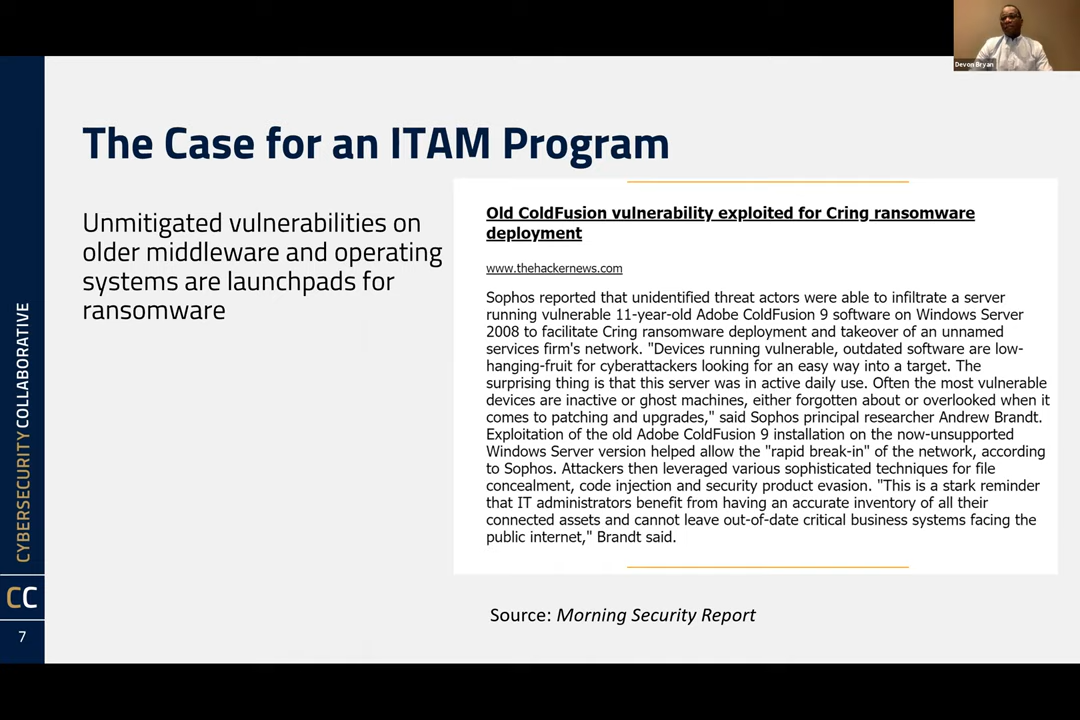 Devon Bryan
The Case for an ITAM Program
Unmitigated vulnerabilities on
older middleware and operating
systems are launchpads for
ransomware
Old ColdFusion vulnerability exploited for Cring ransomware
deployment
www.thehackernews.com
Sophos reported that unidentified threat actors were able to infiltrate a server
running vulnerable 11-year-old Adobe ColdFusion 9 software on Windows Server
2008 to facilitate Cring ransomware deployment and takeover of an unnamed
services firm's network. "Devices running vulnerable, outdated software are low-
hanging-fruit for cyberattackers looking for an easy way into a target. The
surprising thing is that this server was in active daily use. Often the most vulnerable
devices are inactive or ghost machines, either forgotten about or overlooked when it
comes to patching and upgrades," said Sophos principal researcher Andrew Brandt.
Exploitation of the old Adobe ColdFusion 9 installation on the now-unsupported
Windows Server version helped allow the "rapid break-in" of the network, according
to Sophos. Attackers then leveraged various sophisticated techniques for file
concealment, code injection and security product evasion. "This is a stark reminder
that IT administrators benefit from having an accurate inventory of all their
connected assets and cannot leave out-of-date critical business systems facing the
public internet," Brandt said.
Source: Morning Security Report
CYBERSECURITY COLLABORATIVE
CC
7